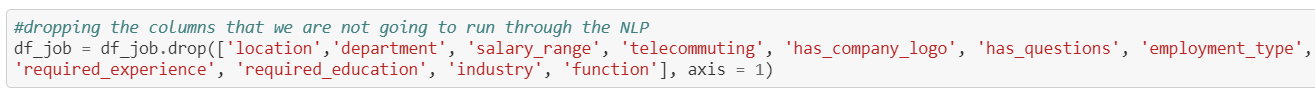 #dropping the columns that we are not going to run through the NLP
df_job = df_job.drop(['location','department', 'salary_range', 'telecommuting', 'has_company_logo', 'has_questions', 'employment_type',
'required_experience', 'required_education', 'industry', 'function'], axis = 1)